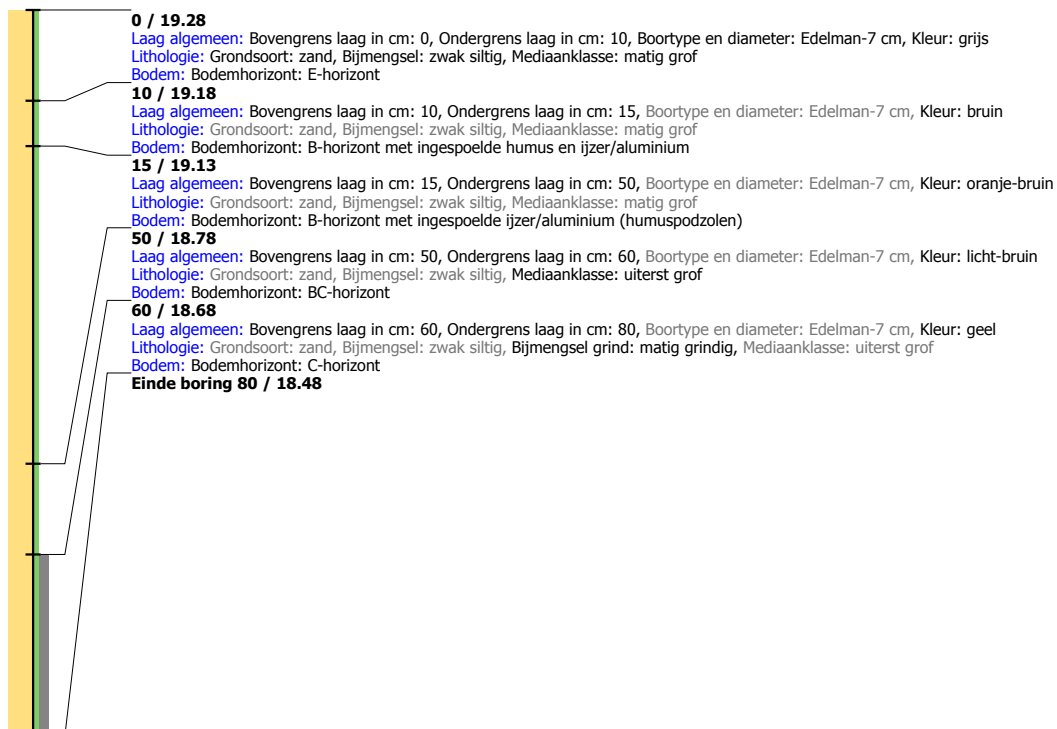 0 / 19.28
Laag algemeen: Bovengrens laag in cm: 0, Ondergrens laag in cm: 10, Boortype en diameter: Edelman-7 cm, Kleur: grijs
Lithologie: Grondsoort: zand, Bijmengsel: zwak siltig, Mediaanklasse: matig grof
Bodem: Bodemhorizont: E-horizont
10 / 19.18
Laag algemeen: Bovengrens laag in cm: 10, Ondergrens laag in cm: 15, Boortype en diameter: Edelman-7 cm, Kleur: bruin
Lithologie: Grondsoort: zand, Bijmengsel: zwak siltig, Mediaanklasse: matig grof
Bodem: Bodemhorizont: B-horizont met ingespoelde humus en ijzer/aluminium
15 / 19.13
Laag algemeen: Bovengrens laag in cm: 15, Ondergrens laag in cm: 50, Boortype en diameter: Edelman-7 cm, Kleur: oranje-bruin
Lithologie: Grondsoort: zand, Bijmengsel: zwak siltig, Mediaanklasse: matig grof
Bodem: Bodemhorizont: B-horizont met ingespoelde ijzer/aluminium (humuspodzolen)
50 / 18.78
Laag algemeen: Bovengrens laag in cm: 50, Ondergrens laag in cm: 60, Boortype en diameter: Edelman-7 cm, Kleur: licht-bruin
Lithologie: Grondsoort: zand, Bijmengsel: zwak siltig, Mediaanklasse: uiterst grof
Bodem: Bodemhorizont: BC-horizont
60 / 18.68
Laag algemeen: Bovengrens laag in cm: 60, Ondergrens laag in cm: 80, Boortype en diameter: Edelman-7 cm, Kleur: geel
Lithologie: Grondsoort: zand, Bijmengsel: zwak siltig, Bijmengsel grind: matig grindig, Mediaanklasse: uiterst grof
Bodem: Bodemhorizont: C-horizont
Einde boring 80 / 18.48